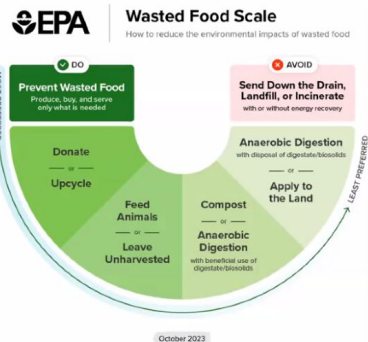 EPA
Wasted Food Scale
How to reduce the environmental impacts of wasted food
DO
Prevent Wasted Food
Produce, buy, and serve
only what is needed
AVOID
Send Down the Drain,
Landfill, or Incinerate
with or without energy recovery
Donate
or
Upcycle
Feed
Animals
or
Leave
Unharvested
Compost
or
Anaerobic
Digestion
with beneficial use of
digestate/biosolids
Anaerobic Digestion
with disposal of digestate/biosolids
or
Apply to
the Land
LEAST PREFERRED
October 2023